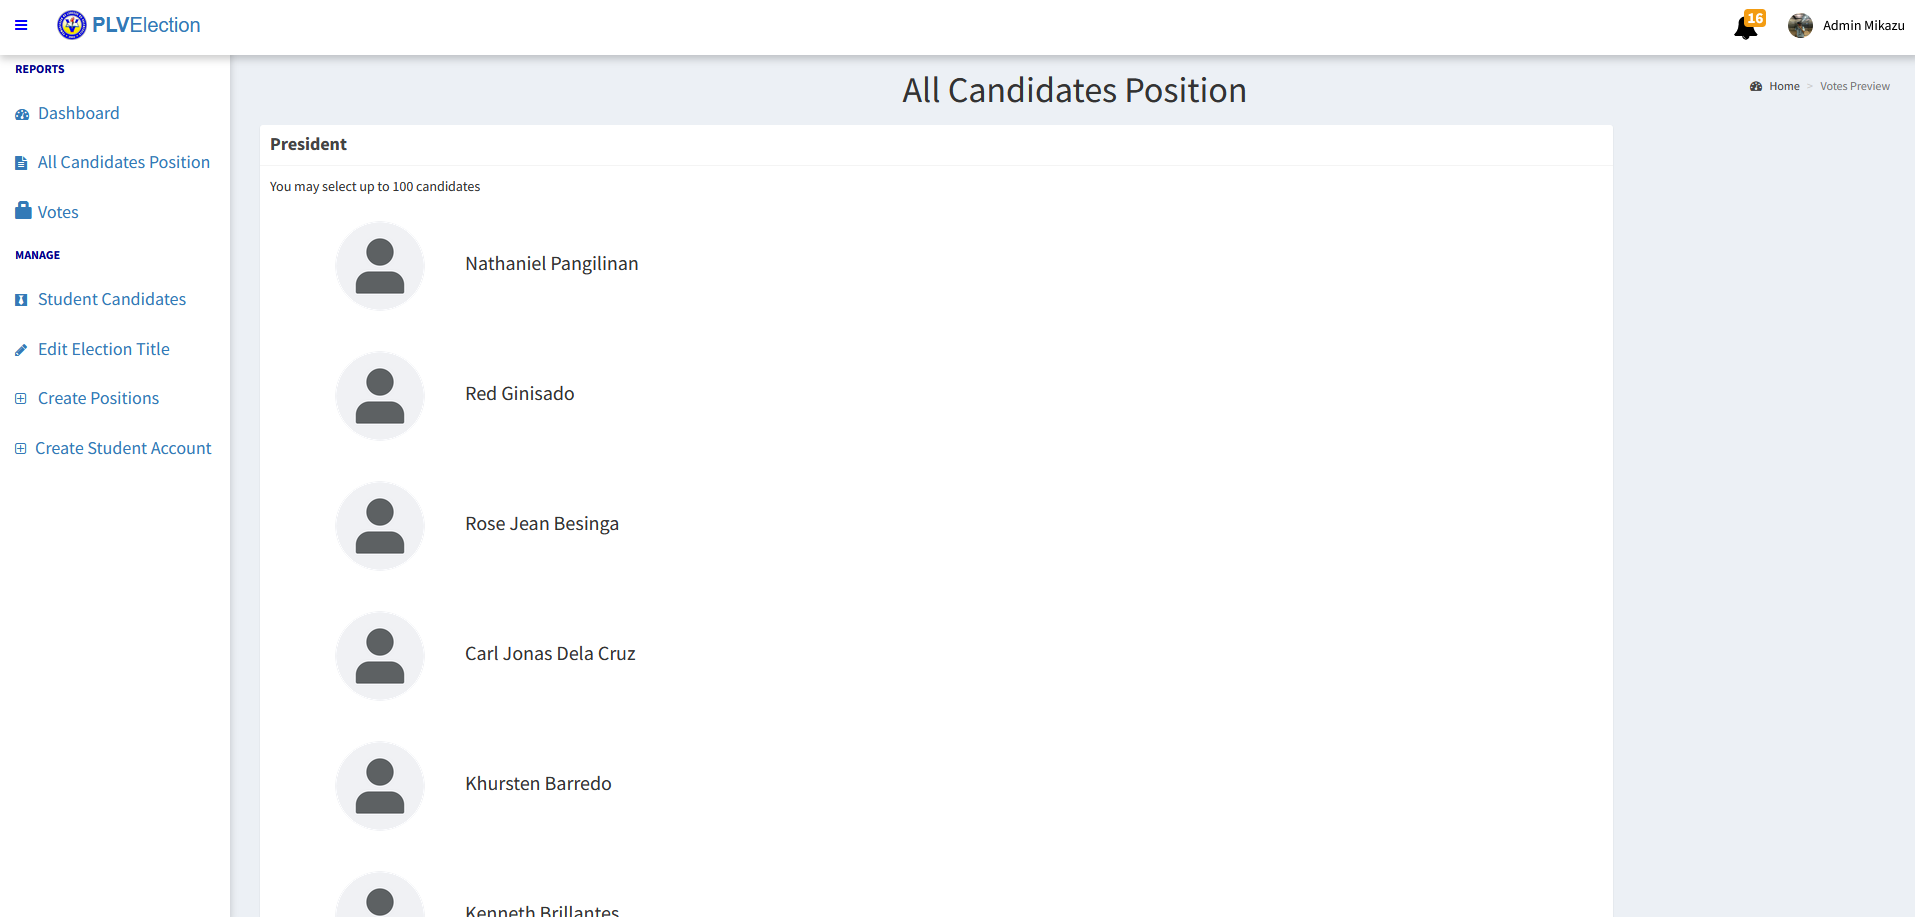 PLVElection
16
Admin Mikazu
REPORTS
Dashboard
All Candidates Position
Votes
MANAGE
Student Candidates
Edit Election Title
Create Positions
Create Student Account
All Candidates Position
Home > Votes Preview
President
You may select up to 100 candidates
Nathaniel Pangilinan
Red Ginisado
Rose Jean Besinga
Carl Jonas Dela Cruz
Khursten Barredo
Kenneth Brillantes